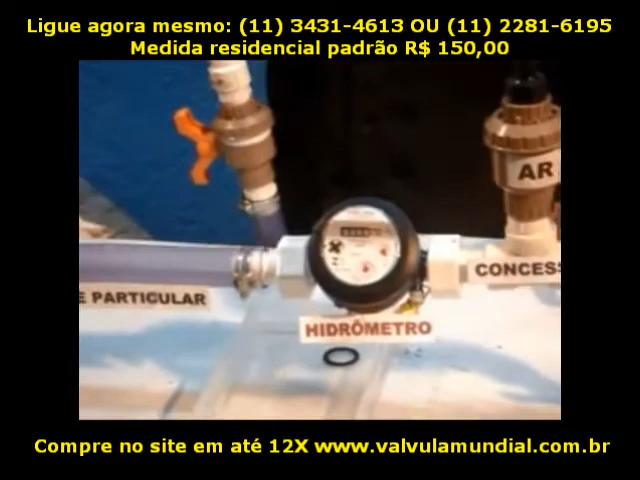 Ligue agora mesmo: (11) 3431-4613 OU (11) 2281-6195
Medida residencial padrão R$ 150,00
AR
CONCESS
E PARTICULAR
HIDRÔMETRO
Compre no site em até 12X www.valvulamundial.com.br